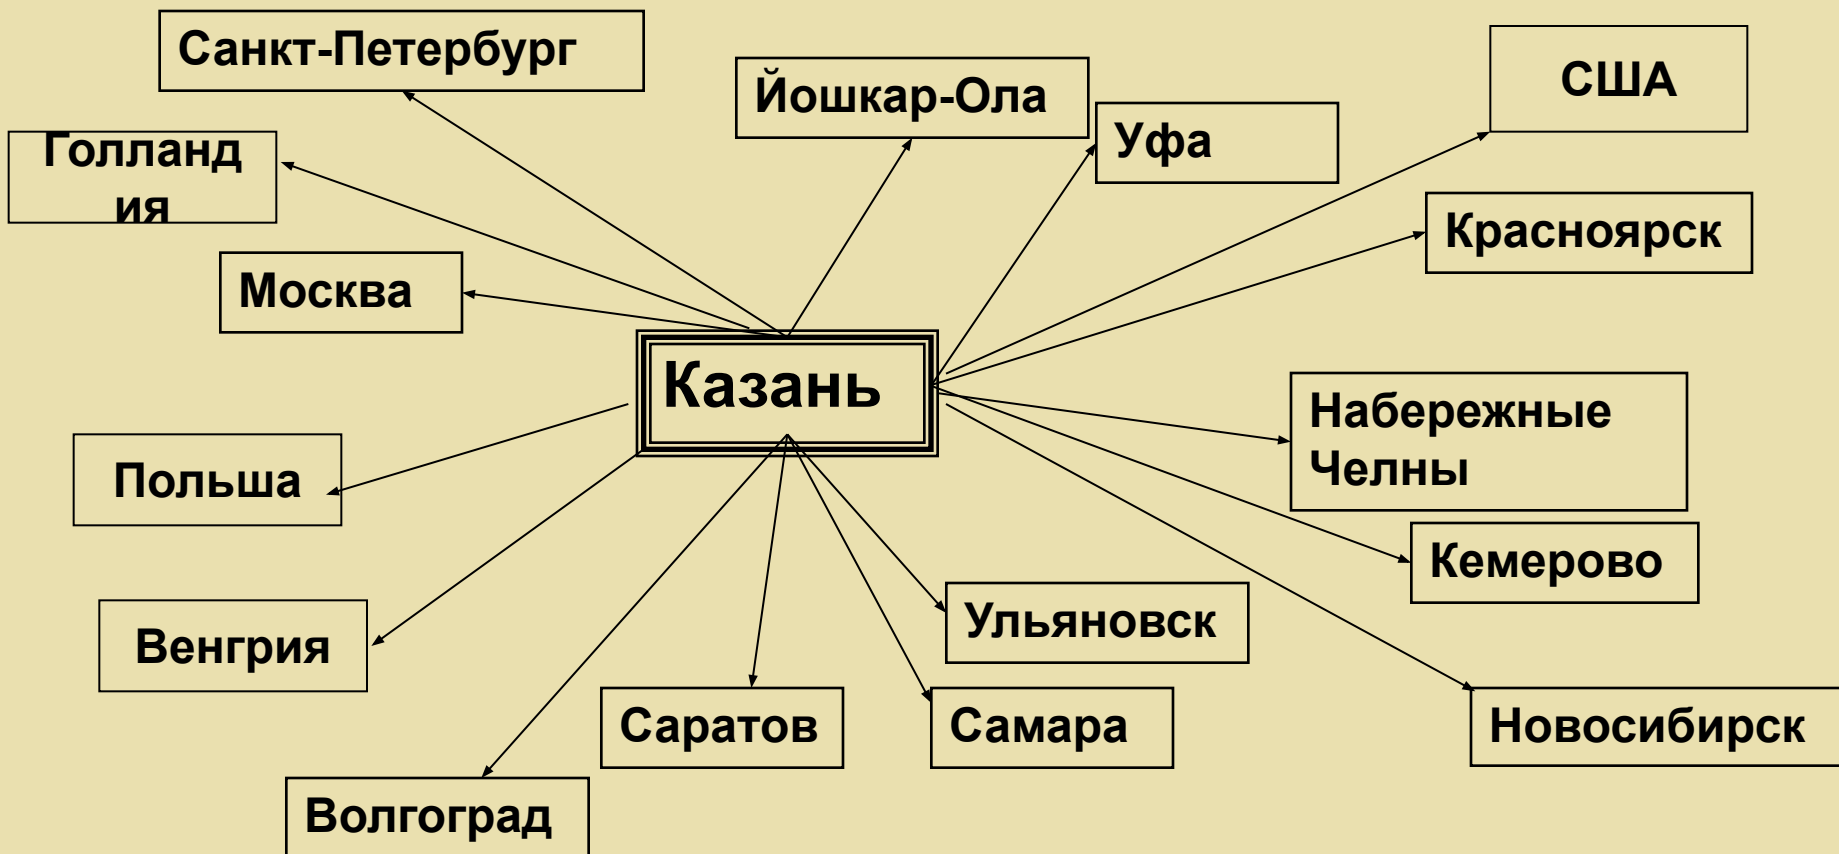 Санкт-Петербург
Йошкар-Ола
США
Уфа
Голланд
ия
Красноярск
Москва
Казань
Набережные
Челны
Польша
Кемерово
Ульяновск
Венгрия
Саратов
Самара
Новосибирск
Волгоград